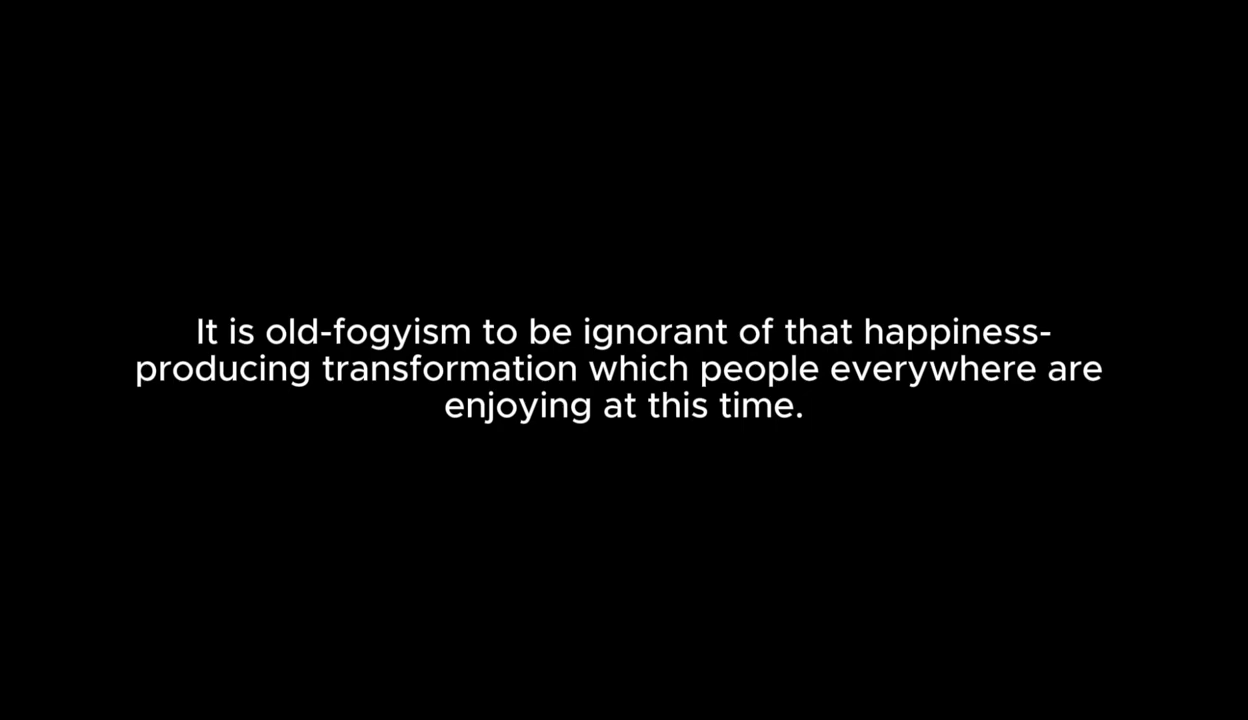 It is old-fogyism to be ignorant of that happiness-
producing transformation which people everywhere are
enjoying at this time.